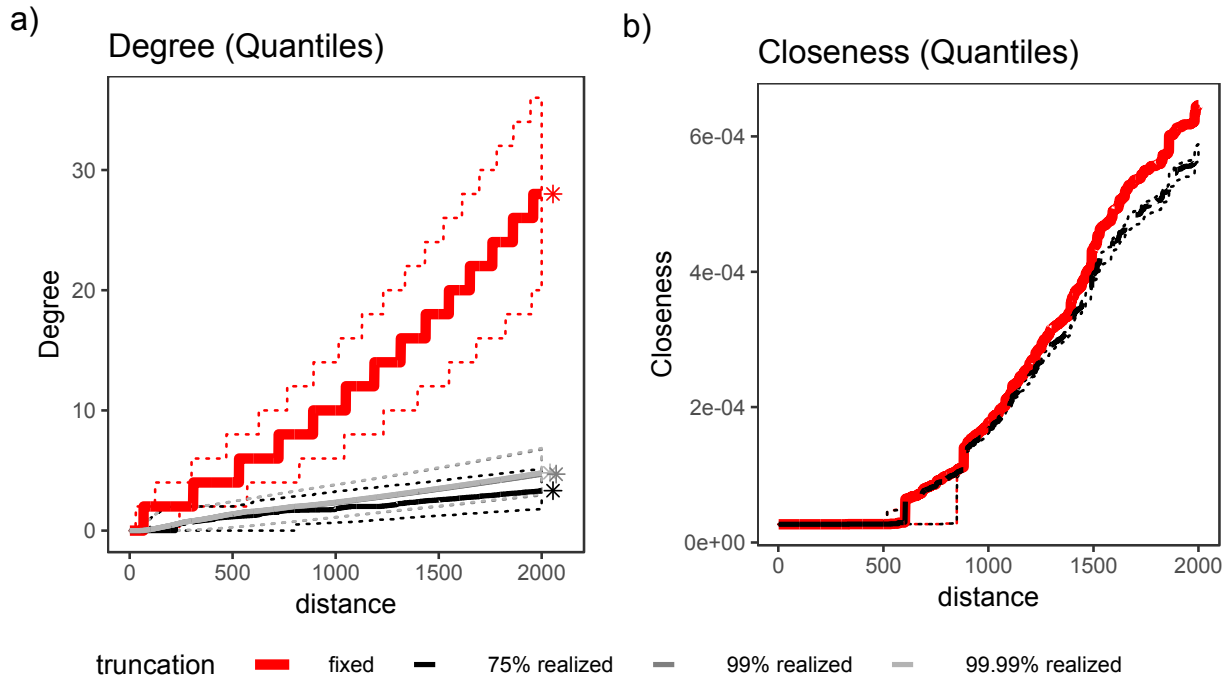 a)
Degree (Quantiles)
Degree
30
20
10
0
0 500 1000 1500 2000
distance
b)
Closeness (Quantiles)
Closeness
6e-04
4e-04
2e-04
0e+00
0 500 1000 1500 2000
distance
truncation fixed 75% realized 99% realized 99.99% realized